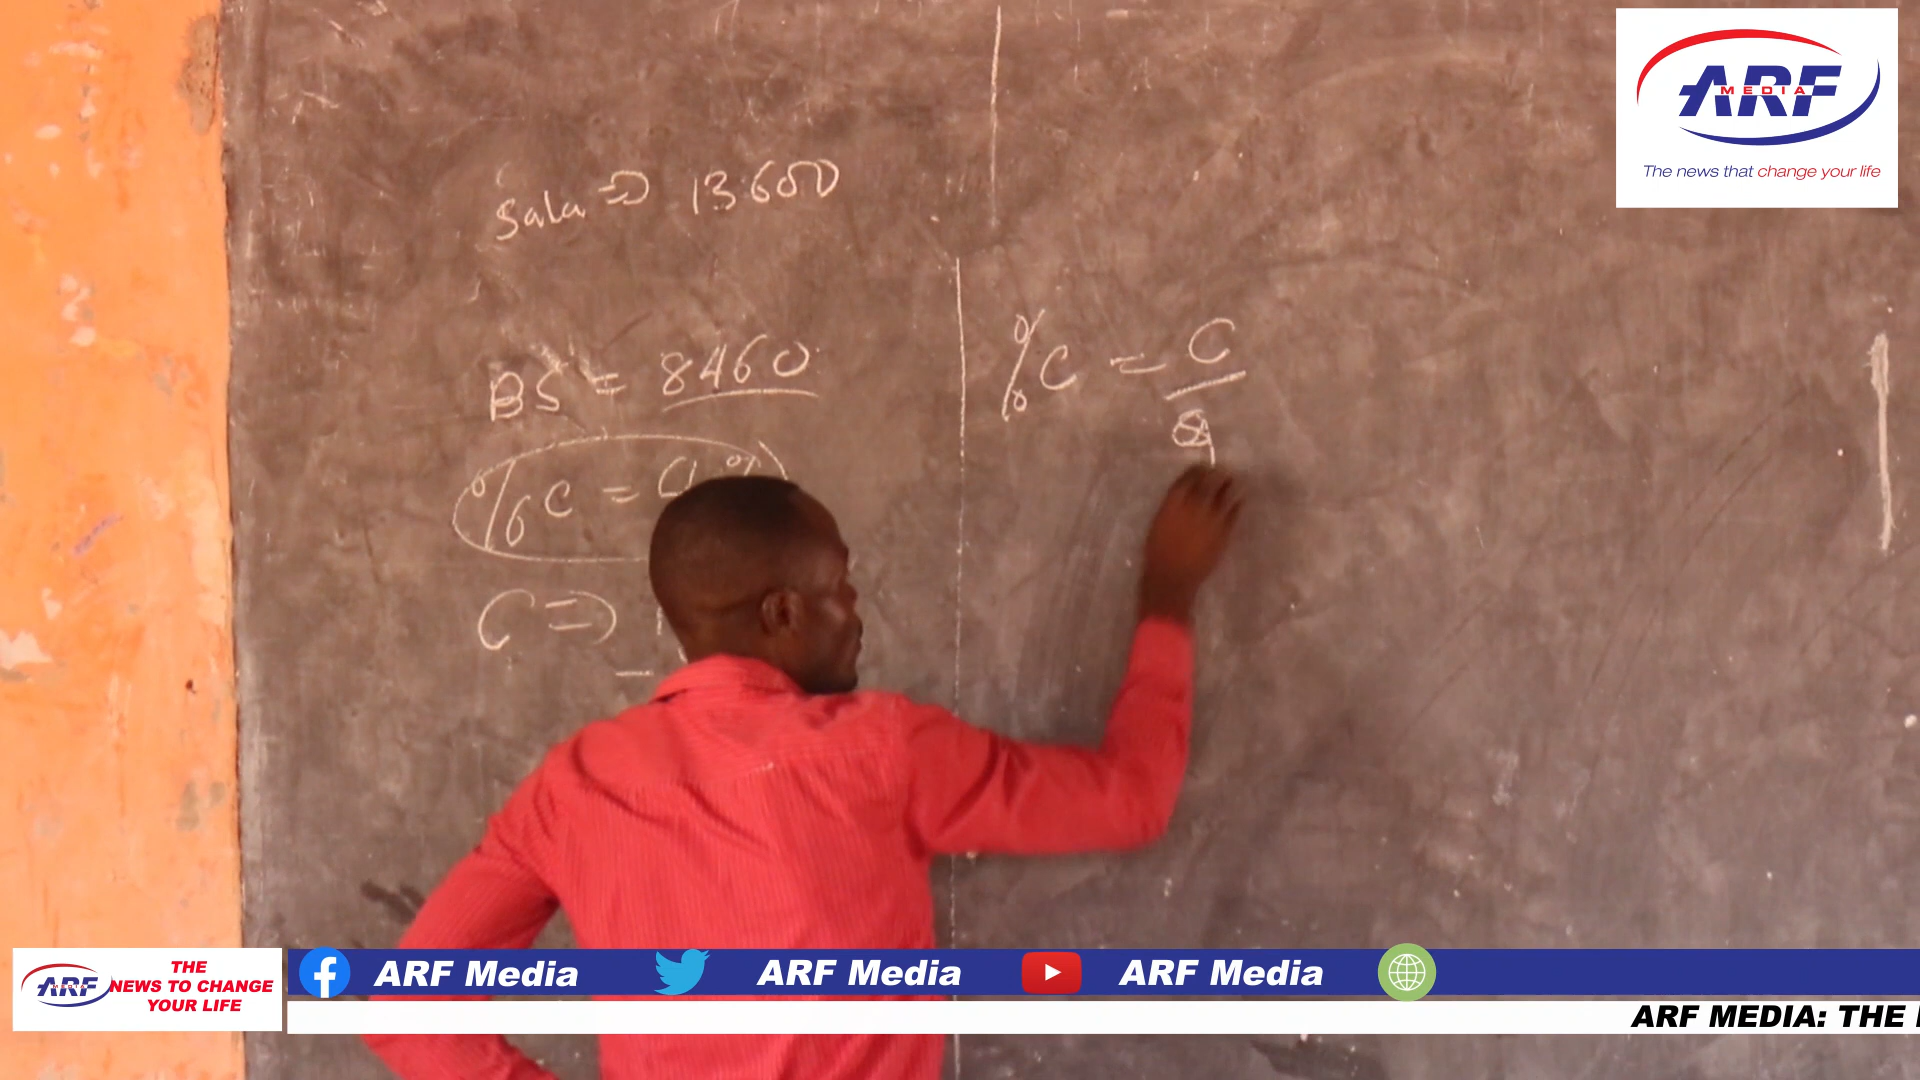 ARF
MEDIA
The news that change your life
Sala ⇒ 13600
BS = 8460
%C = C
%C =
C ⇒
ARF
THE
NEWS TO CHANGE
YOUR LIFE
ARF Media
ARF Media
ARF Media
ARF MEDIA: THE